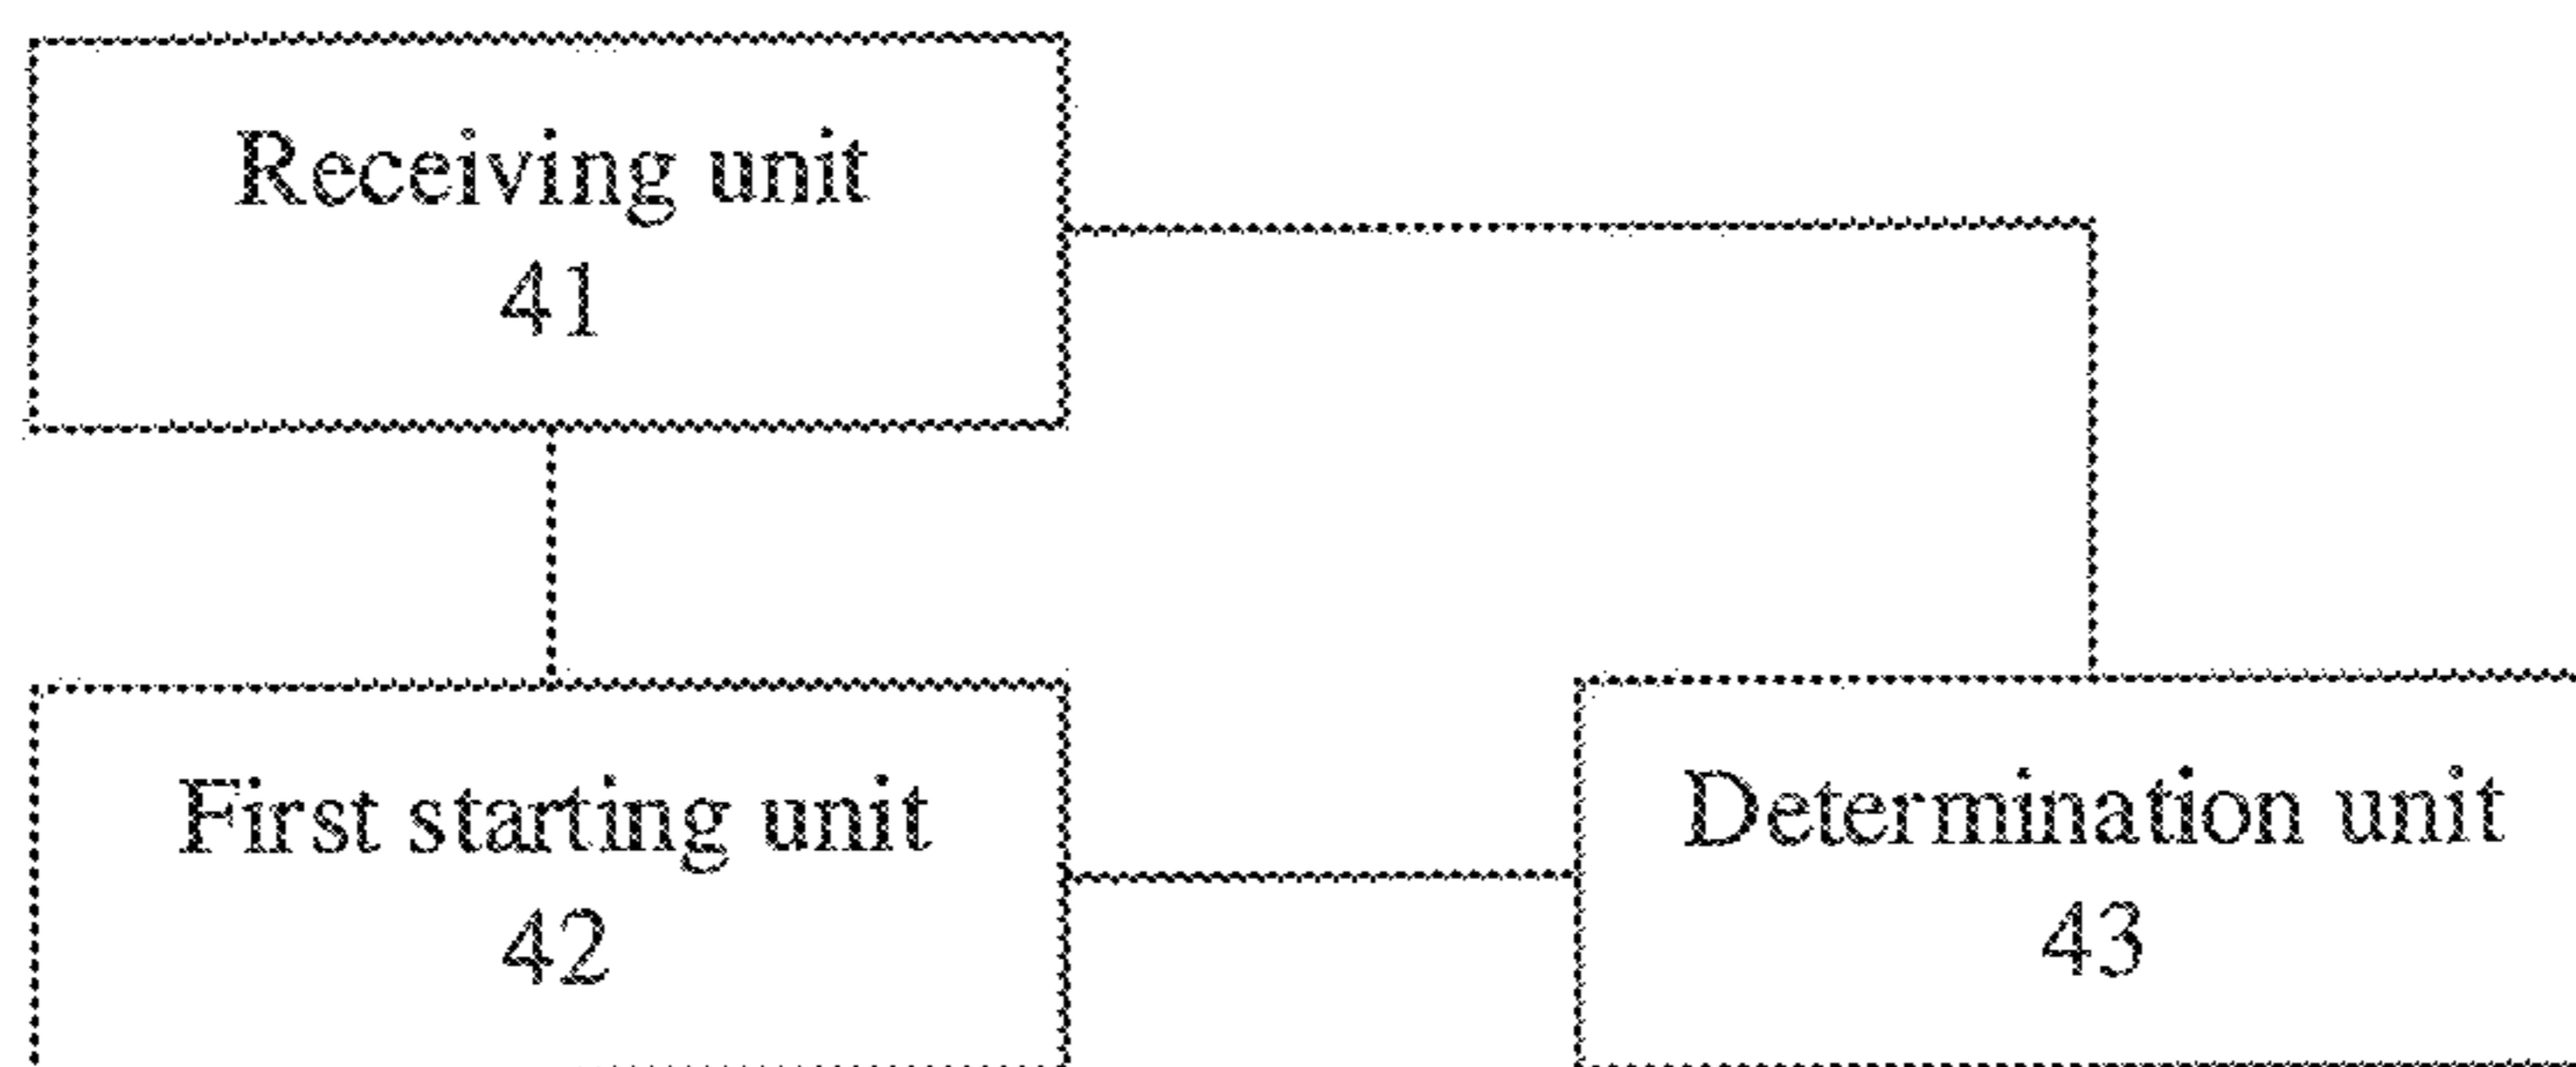 Receiving unit
41
First starting unit
42
Determination unit
43